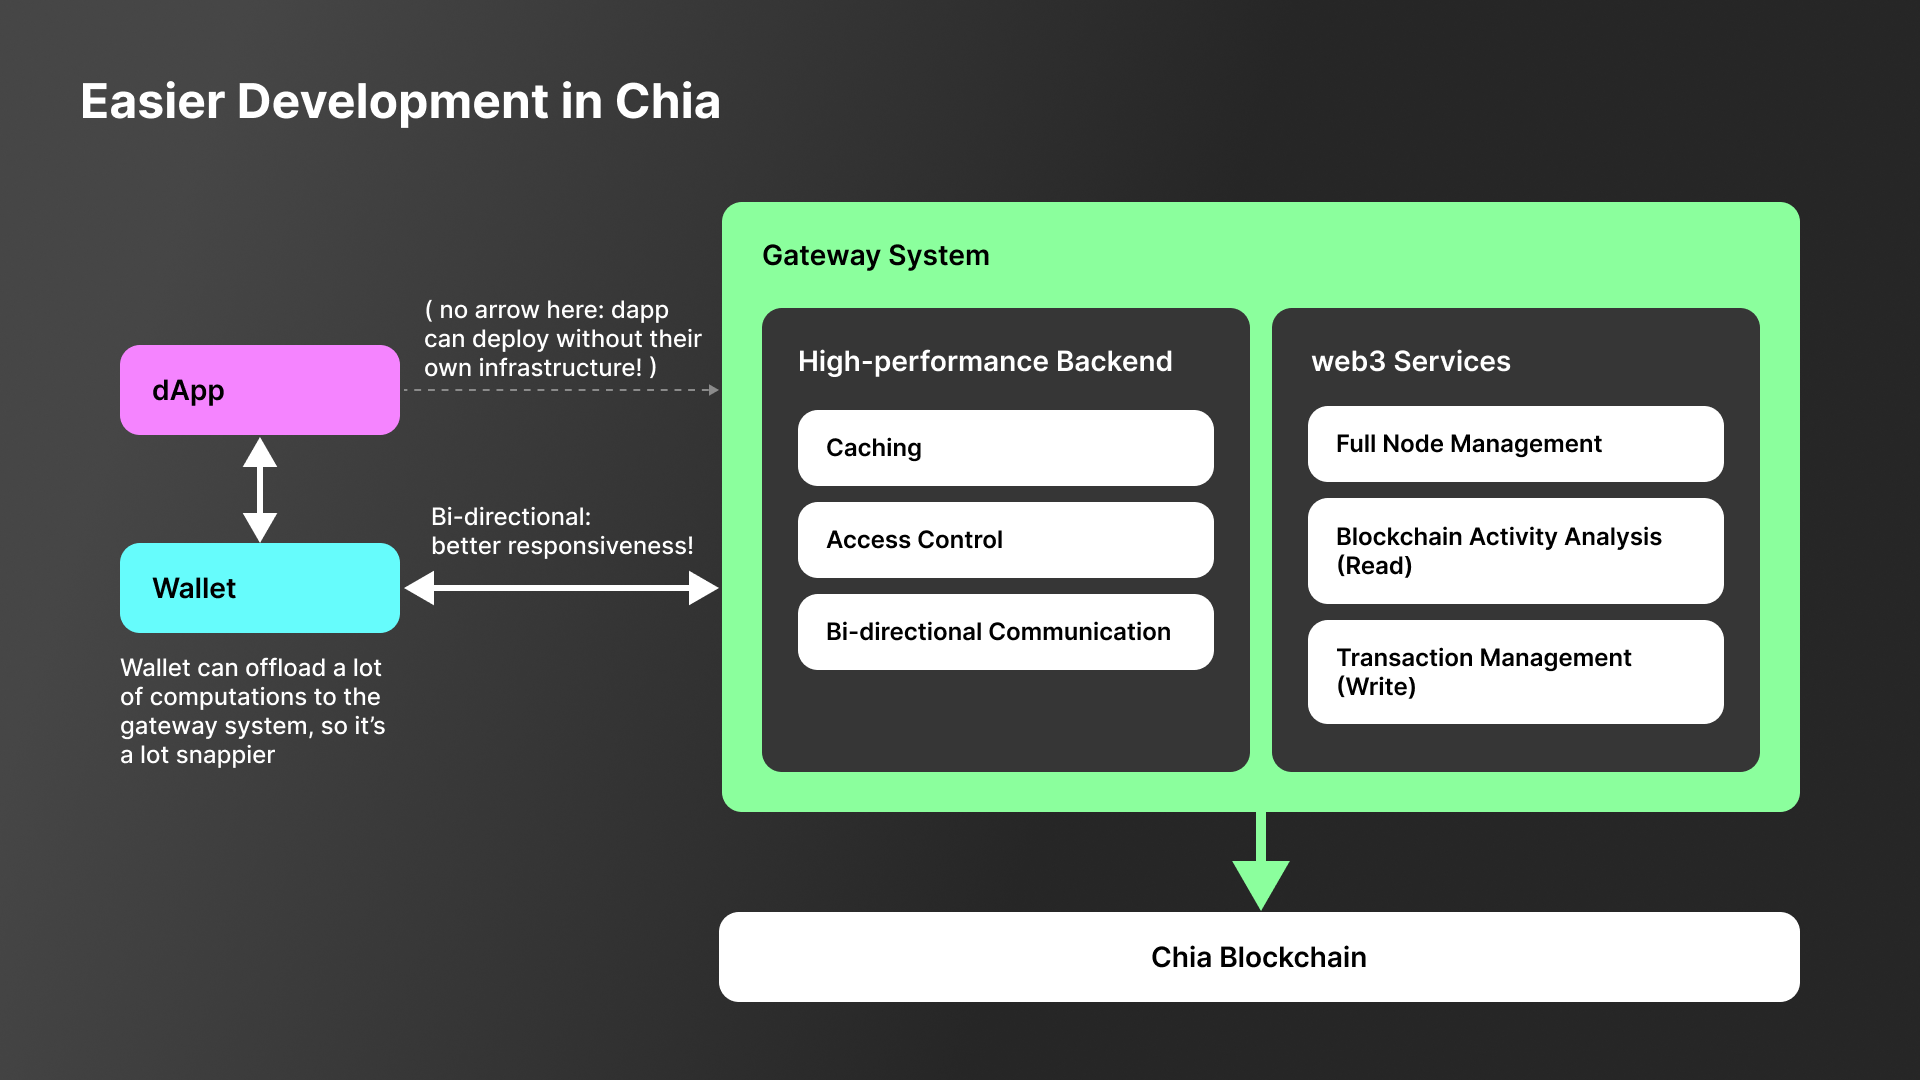 Easier Development in Chia
Gateway System
( no arrow here: dapp
can deploy without their
own infrastructure! )
dApp
Bi-directional:
better responsiveness!
Wallet
Wallet can offload a lot
of computations to the
gateway system, so it’s
a lot snappier
High-performance Backend
Caching
Access Control
Bi-directional Communication
web3 Services
Full Node Management
Blockchain Activity Analysis
(Read)
Transaction Management
(Write)
Chia Blockchain